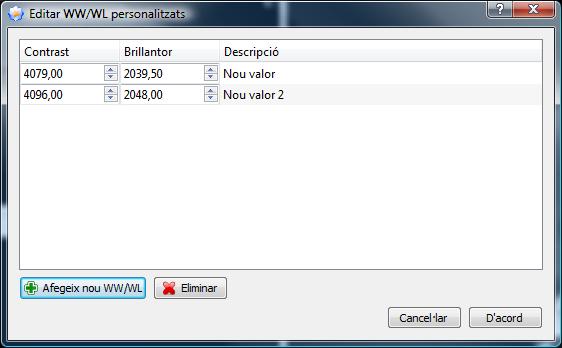 Editar WW/WL personalitzats
Contrast Brillantor Descripció
4079,00 2039,50 Nou valor
4096,00 2048,00 Nou valor 2
Afegeix nou WW/WL Eliminar
Cancel·lar D'acord